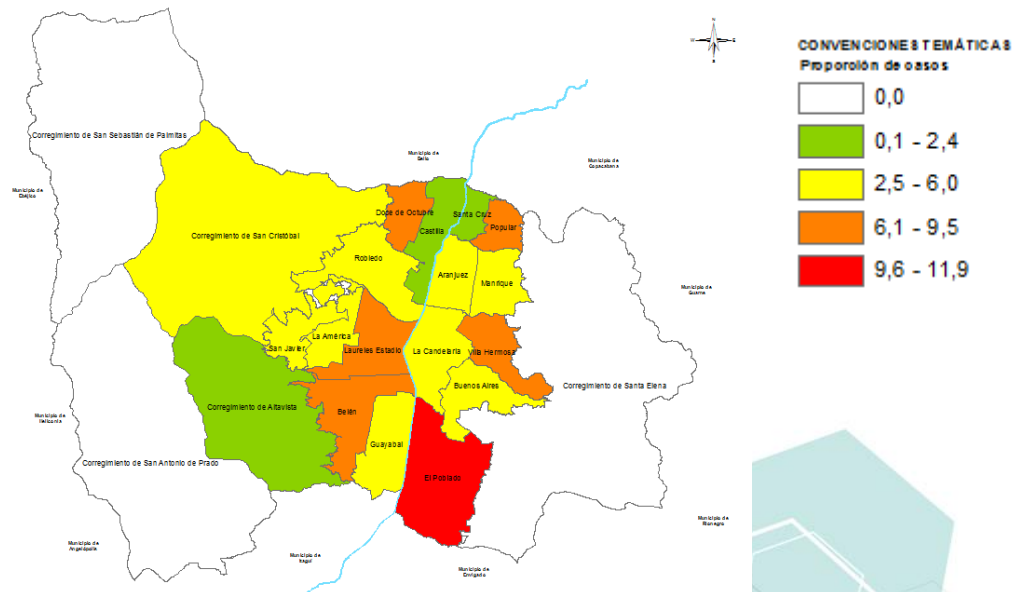 N
W
E
S
CONVENCIONES TEMÁTICAS
Proporción de casos
0,0
0,1 - 2,4
2,5 - 6,0
6,1 - 9,5
9,6 - 11,9
Corregimiento de San Sebastián de Palmitas
Municipio de
Bello
Municipio de
Copacabana
Municipio de
Ebéjico
Doce de Octubre
Santa Cruz
Popular
Castilla
Corregimiento de San Cristóbal
Robledo
Aranjuez
Manrique
Municipio de
Guarne
La América
San Javier
Laureles Estadio
La Candelaria
Villa Hermosa
Buenos Aires
Corregimiento de Santa Elena
Corregimiento de Altavista
Belén
Municipio de
Heliconia
Guayabal
Corregimiento de San Antonio de Prado
El Poblado
Municipio de
Rionegro
Municipio de
Angelópolis
Municipio de
Itagüí
Municipio de
Envigado